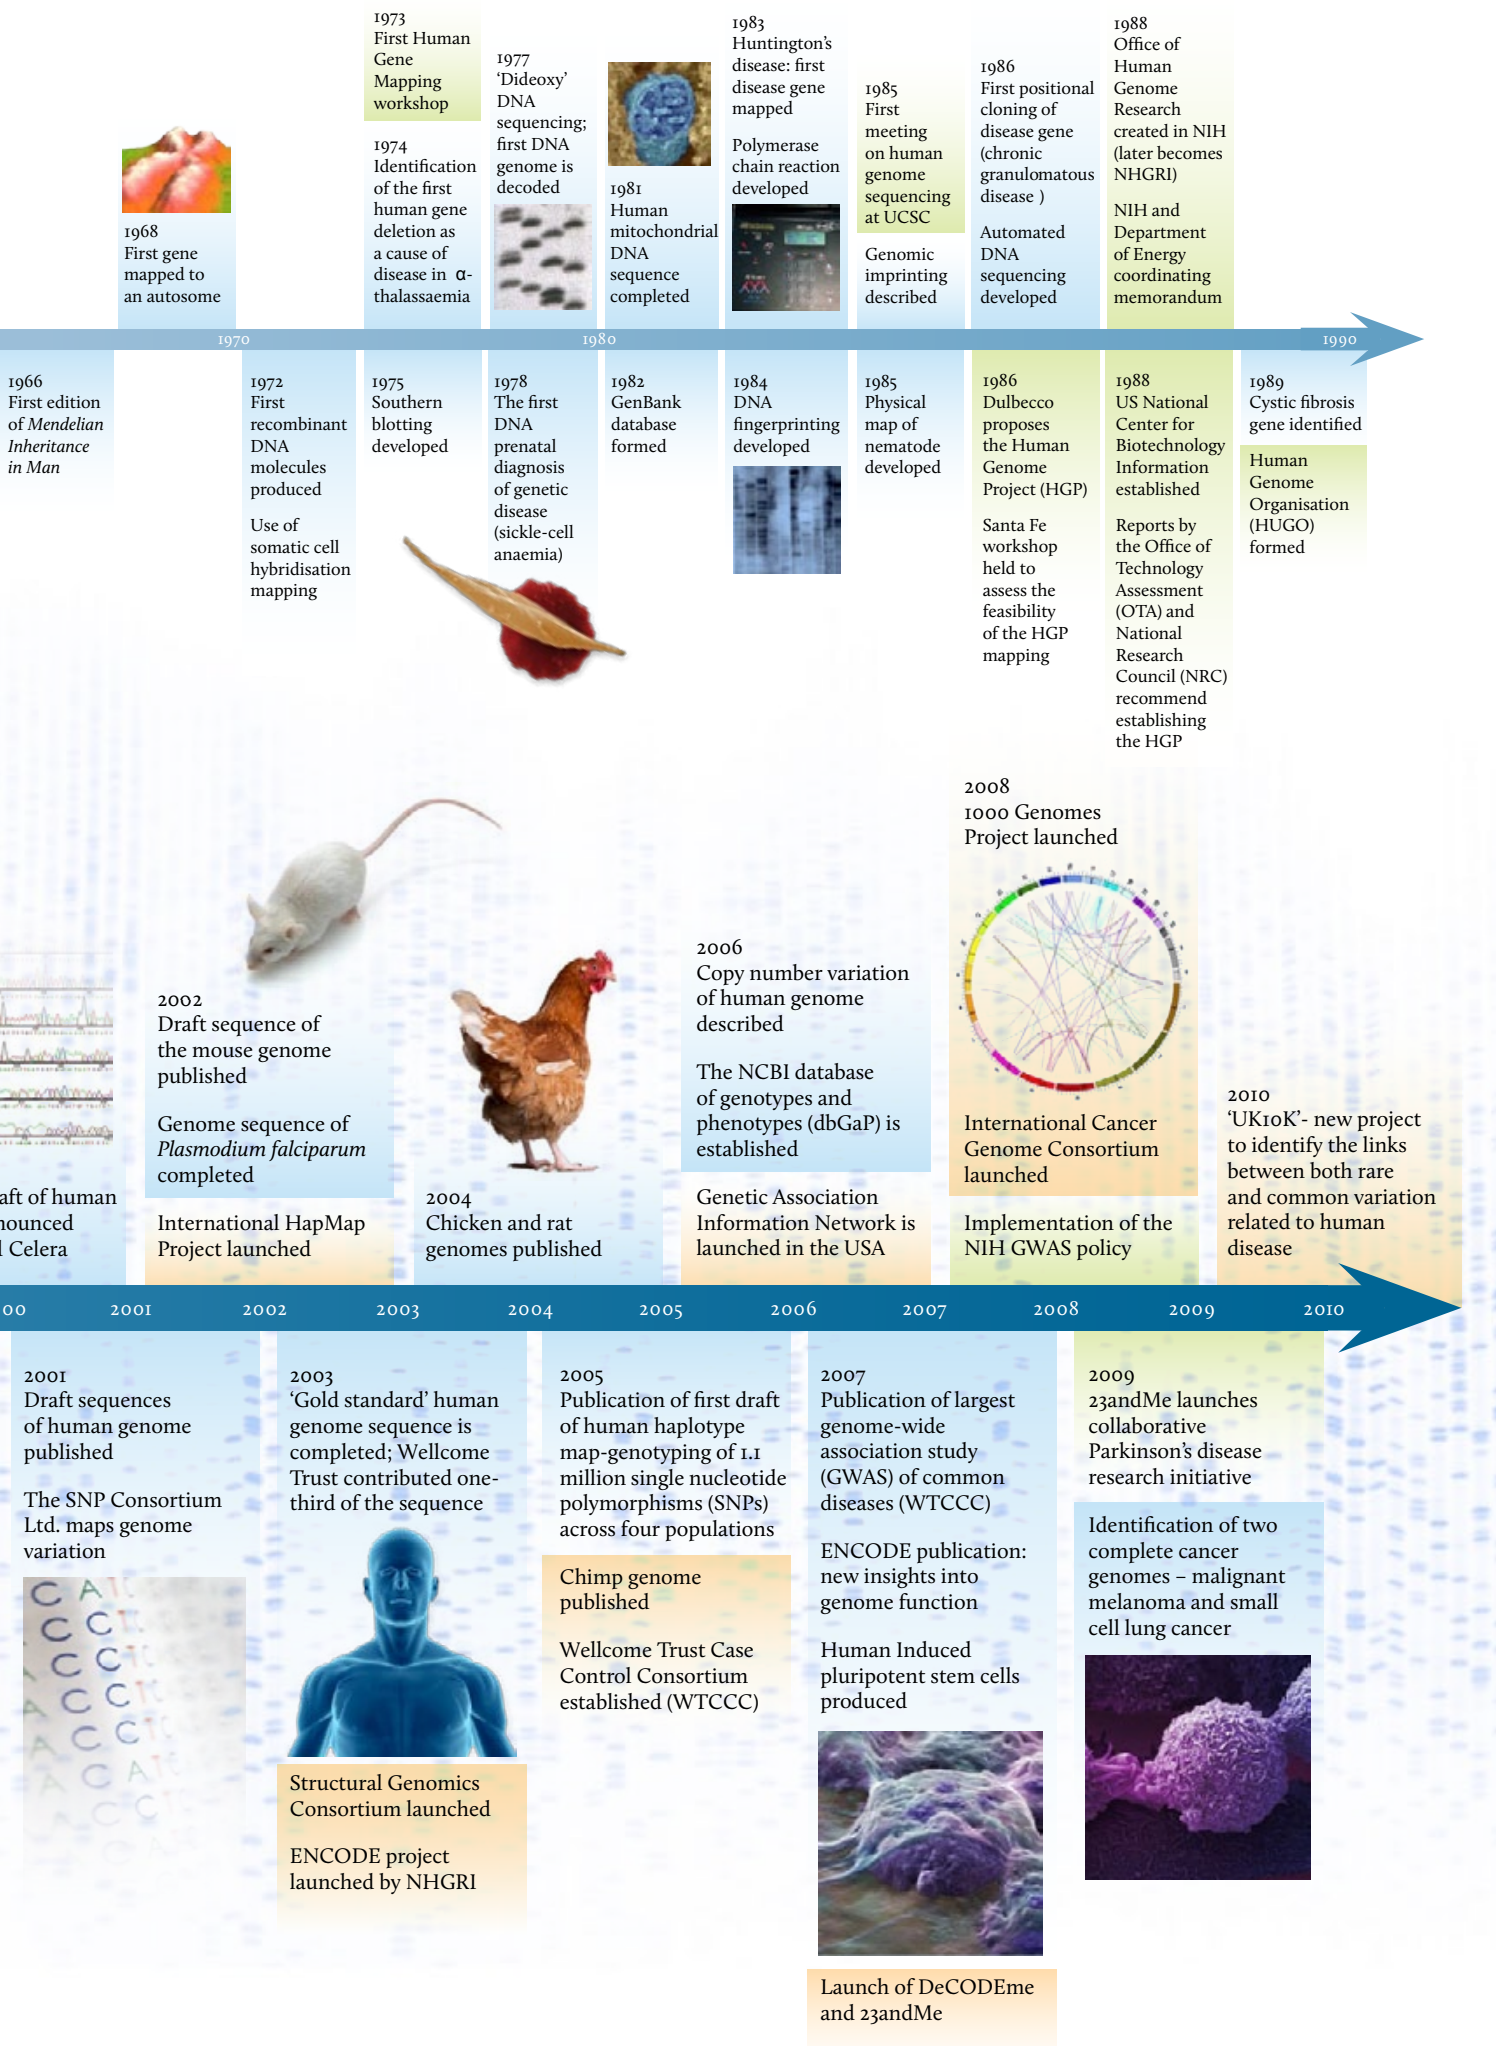 1973
First Human
Gene
Mapping
workshop
1974
Identification
of the first
human gene
deletion as
a cause of
disease in α-
thalassaemia
1977
‘Dideoxy’
DNA
sequencing;
first DNA
genome is
decoded
1981
Human
mitochondrial
DNA
sequence
completed
1983
Huntington’s
disease: first
disease gene
mapped
Polymerase
chain reaction
developed
1985
First
meeting
on human
genome
sequencing
at UCSC
Genomic
imprinting
described
1986
First positional
cloning of
disease gene
(chronic
granulomatous
disease )
Automated
DNA
sequencing
developed
1988
Office of
Human
Genome
Research
created in NIH
(later becomes
NHGRI)
NIH and
Department
of Energy
coordinating
memorandum
1968
First gene
mapped to
an autosome
1970
1980
1990
1966
First edition
of Mendelian
Inheritance
in Man
1972
First
recombinant
DNA
molecules
produced
Use of
somatic cell
hybridisation
mapping
1975
Southern
blotting
developed
1978
The first
DNA
prenatal
diagnosis
of genetic
disease
(sickle-cell
anaemia)
1982
GenBank
database
formed
1984
DNA
fingerprinting
developed
1985
Physical
map of
nematode
developed
1986
Dulbecco
proposes
the Human
Genome
Project (HGP)
Santa Fe
workshop
held to
assess the
feasibility
of the HGP
mapping
1988
US National
Center for
Biotechnology
Information
established
Reports by
the Office of
Technology
Assessment
(OTA) and
National
Research
Council (NRC)
recommend
establishing
the HGP
1989
Cystic fibrosis
gene identified
Human
Genome
Organisation
(HUGO)
formed
aft of human
nounced
l Celera
2002
Draft sequence of
the mouse genome
published
Genome sequence of
Plasmodium falciparum
completed
International HapMap
Project launched
2004
Chicken and rat
genomes published
2006
Copy number variation
of human genome
described
The NCBI database
of genotypes and
phenotypes (dbGaP) is
established
Genetic Association
Information Network is
launched in the USA
2008
1000 Genomes
Project launched
International Cancer
Genome Consortium
launched
Implementation of the
NIH GWAS policy
2010
‘UK10K’- new project
to identify the links
between both rare
and common variation
related to human
disease
00
2001
2002
2003
2004
2005
2006
2007
2008
2009
2010
2001
Draft sequences
of human genome
published
The SNP Consortium
Ltd. maps genome
variation
C A T
C C
C C
C C
C C
C A
C
2003
‘Gold standard’ human
genome sequence is
completed; Wellcome
Trust contributed one-
third of the sequence
Structural Genomics
Consortium launched
ENCODE project
launched by NHGRI
2005
Publication of first draft
of human haplotype
map-genotyping of 1.1
million single nucleotide
polymorphisms (SNPs)
across four populations
Chimp genome
published
Wellcome Trust Case
Control Consortium
established (WTCCC)
2007
Publication of largest
genome-wide
association study
(GWAS) of common
diseases (WTCCC)
ENCODE publication:
new insights into
genome function
Human Induced
pluripotent stem cells
produced
Launch of DeCODEme
and 23andMe
2009
23andMe launches
collaborative
Parkinson’s disease
research initiative
Identification of two
complete cancer
genomes – malignant
melanoma and small
cell lung cancer